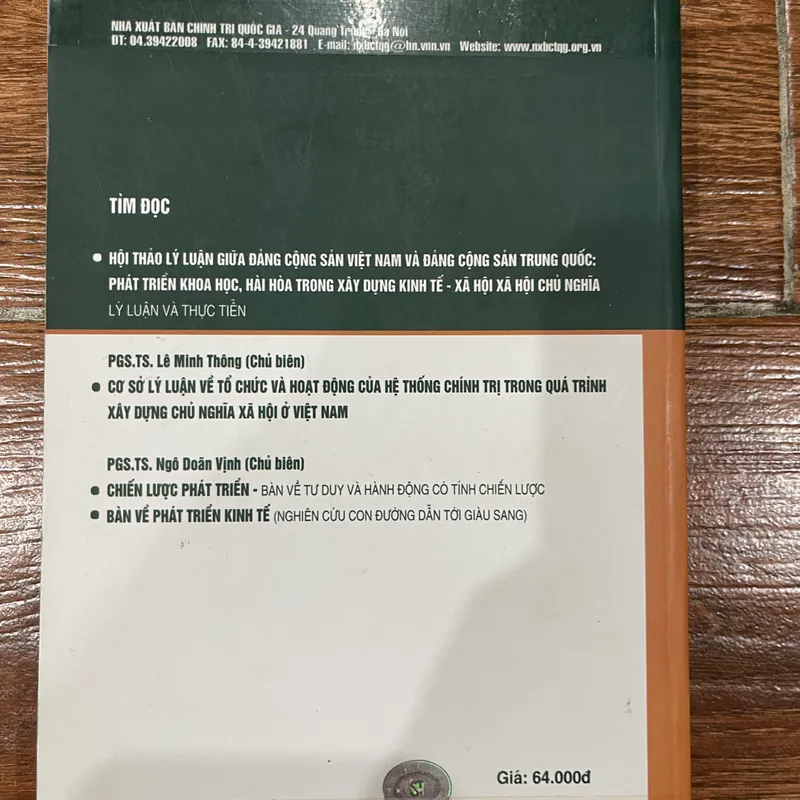 NHÀ XUẤT BẢN CHÍNH TRỊ QUỐC GIA - 24 Quang Trung - Hà Nội
ĐT: 04.39422008 FAX: 84-4-39421881 E-mail: nxbctqg@hn.vnn.vn Website: www.nxbctqg.org.vn
TÌM ĐỌC
• HỘI THẢO LÝ LUẬN GIỮA ĐẢNG CỘNG SẢN VIỆT NAM VÀ ĐẢNG CỘNG SẢN TRUNG QUỐC:
PHÁT TRIỂN KHOA HỌC, HÀI HÒA TRONG XÂY DỰNG KINH TẾ - XÃ HỘI XÃ HỘI CHỦ NGHĨA
LÝ LUẬN VÀ THỰC TIỄN
PGS.TS. Lê Minh Thông (Chủ biên)
• CƠ SỞ LÝ LUẬN VỀ TỔ CHỨC VÀ HOẠT ĐỘNG CỦA HỆ THỐNG CHÍNH TRỊ TRONG QUÁ TRÌNH
XÂY DỰNG CHỦ NGHĨA XÃ HỘI Ở VIỆT NAM
PGS.TS. Ngô Doãn Vịnh (Chủ biên)
• CHIẾN LƯỢC PHÁT TRIỂN - BÀN VỀ TƯ DUY VÀ HÀNH ĐỘNG CÓ TÍNH CHIẾN LƯỢC
• BÀN VỀ PHÁT TRIỂN KINH TẾ (NGHIÊN CỨU CON ĐƯỜNG DẪN TỚI GIÀU SANG)
Giá: 64.000đ